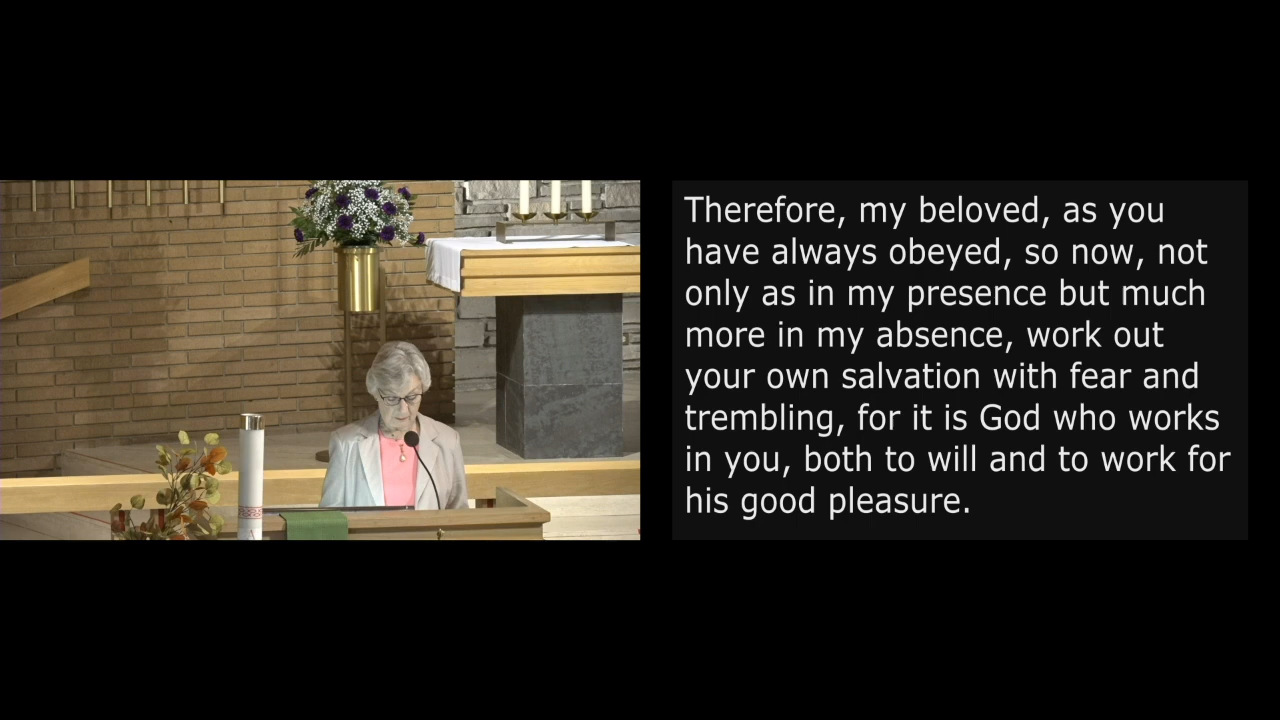 Therefore, my beloved, as you
have always obeyed, so now, not
only as in my presence but much
more in my absence, work out
your own salvation with fear and
trembling, for it is God who works
in you, both to will and to work for
his good pleasure.